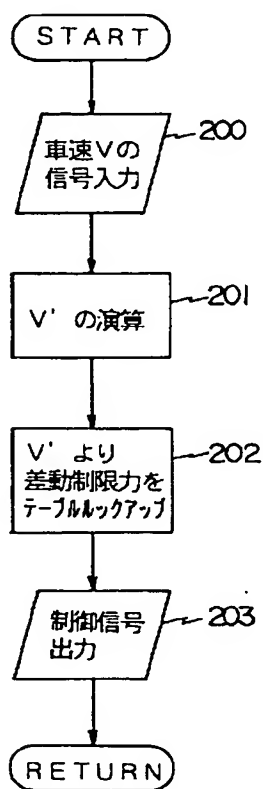 START
車速Vの
信号入力
200
V'の演算
201
V'より
差動制限力を
テーブルルックアップ
202
制御信号
出力
203
RETURN